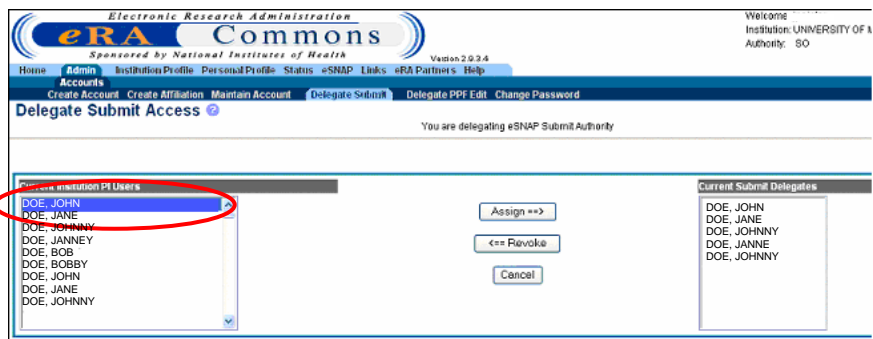 Electronic Research Administration
eRA Commons
Sponsored by National Institutes of Health
Version 2.9.3.4
Welcome
Institution: UNIVERSITY OF M
Authority: SO
Home Admin Institution Profile Personal Profile Status eSNAP Links eRA Partners Help
Accounts
Create Account Create Affiliation Maintain Account Delegate Submit Delegate PPF Edit Change Password
Delegate Submit Access ?
You are delegating eSNAP Submit Authority
Current Insitution PI Users
DOE, JOHN
DOE, JANE
DOE, JOHNNY
DOE, JANNEY
DOE, BOB
DOE, BOBBY
DOE, JOHN
DOE, JANE
DOE, JOHNNY
Assign ==>
<== Revoke
Cancel
Current Submit Delegates
DOE, JOHN
DOE, JANE
DOE, JOHNNY
DOE, JANNE
DOE, JOHNNY